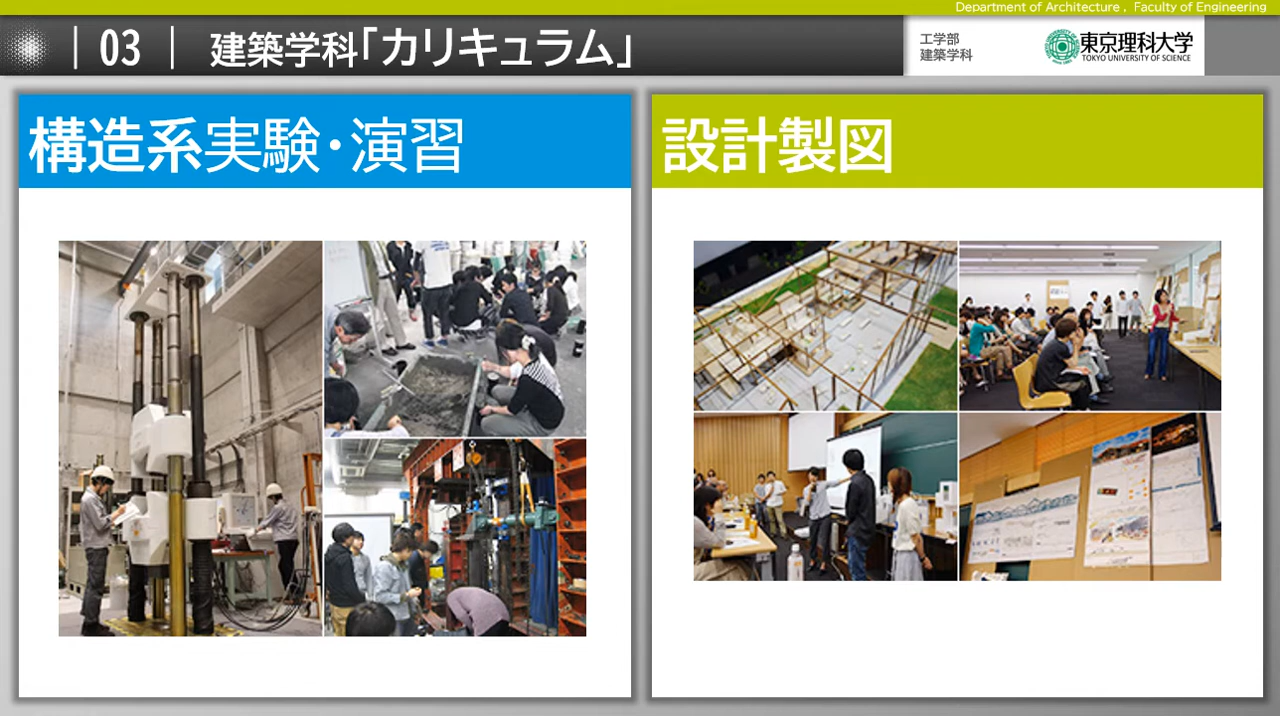 Department of Architecture , Faculty of Engineering
03
建築学科「カリキュラム」
工学部
建築学科
東京理科大学
TOKYO UNIVERSITY OF SCIENCE
構造系実験・演習
設計製図